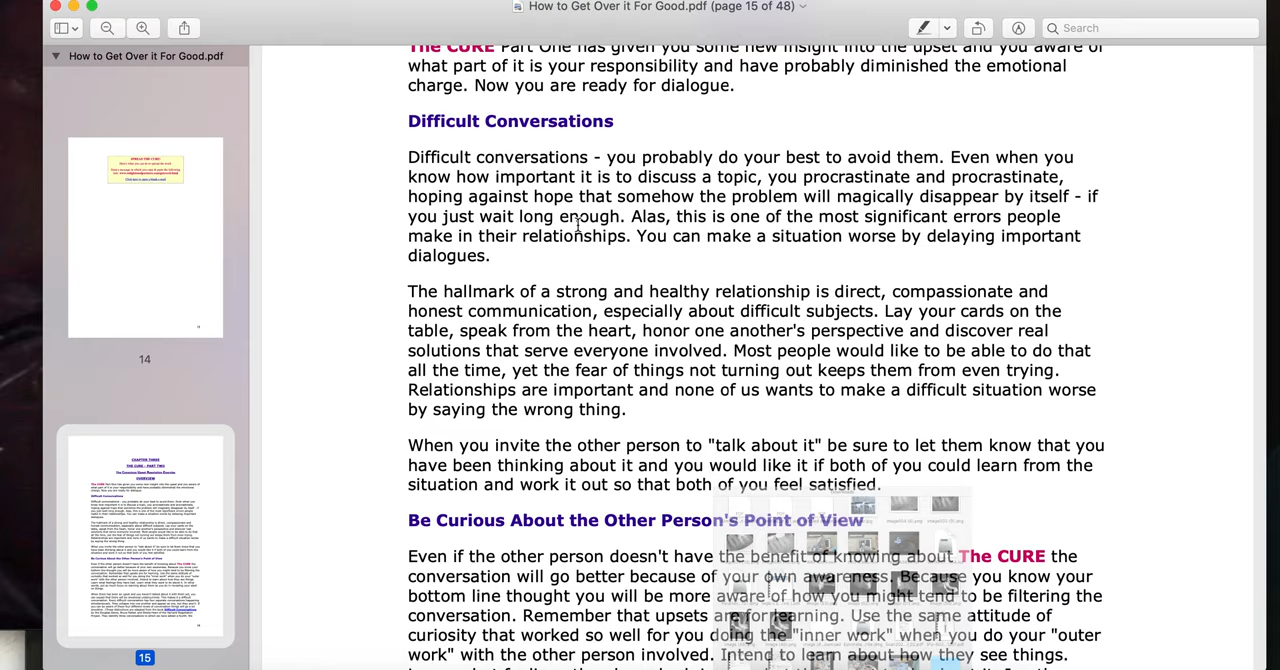 How to Get Over it For Good.pdf (page 15 of 48)
Search
How to Get Over it For Good.pdf
14
15
The CURE Part One has given you some new insight into the upset and you aware of
what part of it is your responsibility and have probably diminished the emotional
charge. Now you are ready for dialogue.
Difficult Conversations
Difficult conversations - you probably do your best to avoid them. Even when you
know how important it is to discuss a topic, you procrastinate and procrastinate,
hoping against hope that somehow the problem will magically disappear by itself - if
you just wait long enough. Alas, this is one of the most significant errors people
make in their relationships. You can make a situation worse by delaying important
dialogues.
The hallmark of a strong and healthy relationship is direct, compassionate and
honest communication, especially about difficult subjects. Lay your cards on the
table, speak from the heart, honor one another's perspective and discover real
solutions that serve everyone involved. Most people would like to be able to do that
all the time, yet the fear of things not turning out keeps them from even trying.
Relationships are important and none of us wants to make a difficult situation worse
by saying the wrong thing.
When you invite the other person to "talk about it" be sure to let them know that you
have been thinking about it and you would like it if both of you could learn from the
situation and work it out so that both of you feel satisfied.
Be Curious About the Other Person's Point of View
Even if the other person doesn't have the benefit of knowing about The CURE the
conversation will go better because of your own awareness. Because you know your
bottom line thought you will be more aware of how you might tend to be filtering the
conversation. Remember that upsets are for learning. Use the same attitude of
curiosity that worked so well for you doing the "inner work" when you do your "outer
work" with the other person involved. Intend to learn about how they see things.